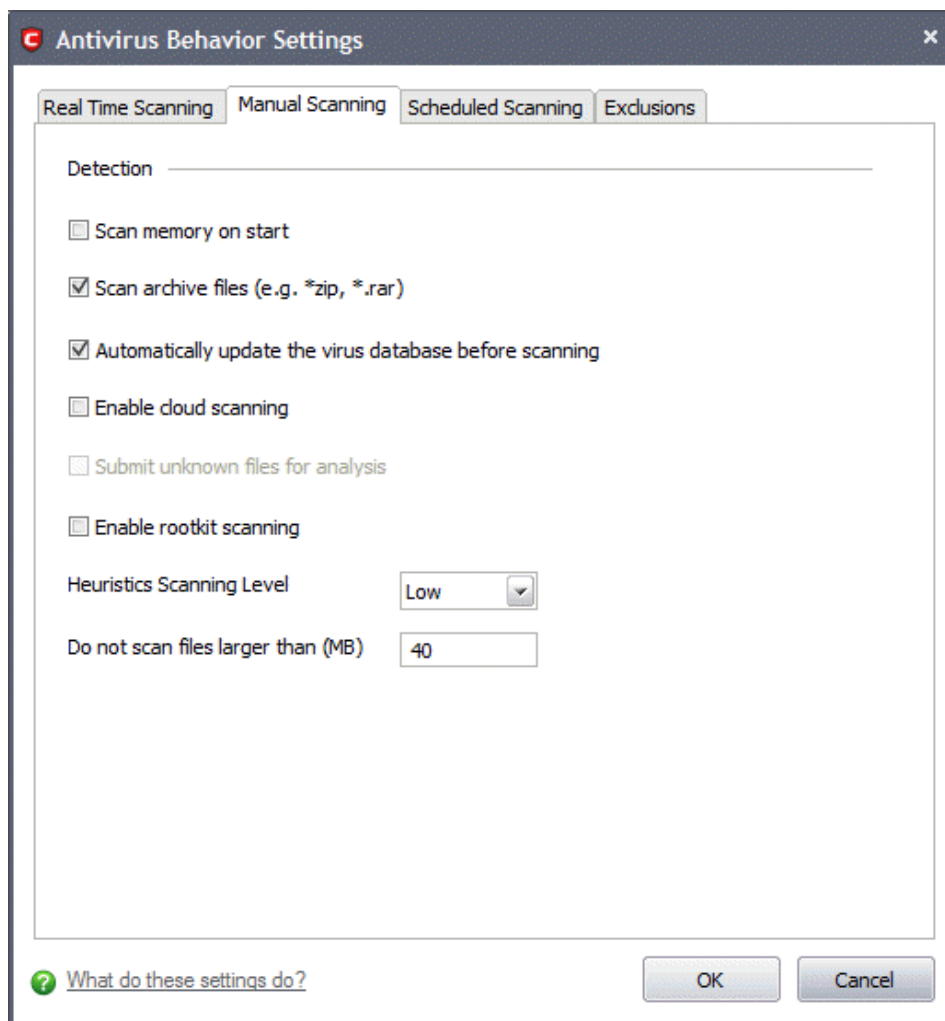 Antivirus Behavior Settings
Real Time Scanning
Manual Scanning
Scheduled Scanning
Exclusions
Detection
Scan memory on start
Scan archive files (e.g. *zip, *.rar)
Automatically update the virus database before scanning
Enable cloud scanning
Submit unknown files for analysis
Enable rootkit scanning
Heuristics Scanning Level
Low
Do not scan files larger than (MB)
40
What do these settings do?
OK
Cancel